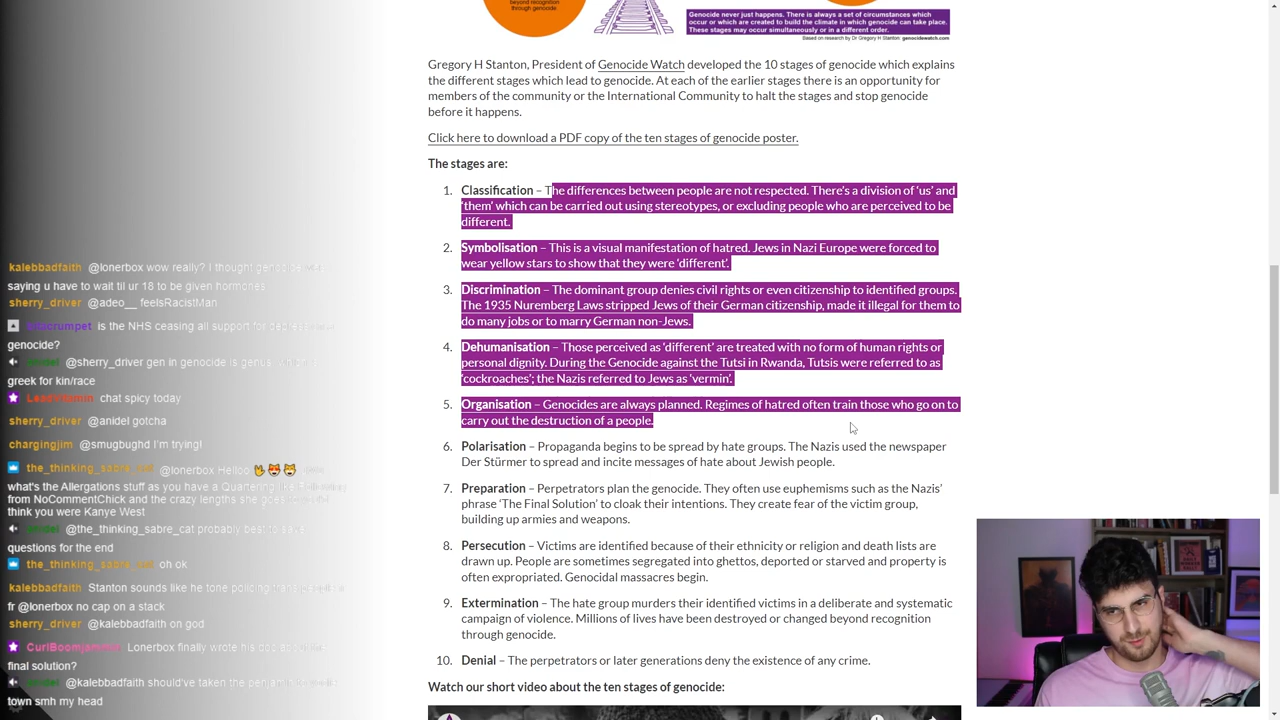 beyond recognition
through genocide
Genocide never just happens. There is always a set of circumstances which
occur or which are created to build the climate in which genocide can take place.
These stages may occur simultaneously or in a different order.
Based on research by Dr Gregory H Stanton genocidewatch.com
Gregory H Stanton, President of Genocide Watch developed the 10 stages of genocide which explains
the different stages which lead to genocide. At each of the earlier stages there is an opportunity for
members of the community or the International Community to halt the stages and stop genocide
before it happens.
Click here to download a PDF copy of the ten stages of genocide poster.
The stages are:
1. Classification – The differences between people are not respected. There's a division of 'us' and
'them' which can be carried out using stereotypes, or excluding people who are perceived to be
different.
2. Symbolisation – This is a visual manifestation of hatred. Jews in Nazi Europe were forced to
wear yellow stars to show that they were 'different'.
3. Discrimination – The dominant group denies civil rights or even citizenship to identified groups.
The 1935 Nuremberg Laws stripped Jews of their German citizenship, made it illegal for them to
do many jobs or to marry German non-Jews.
4. Dehumanisation – Those perceived as 'different' are treated with no form of human rights or
personal dignity. During the Genocide against the Tutsi in Rwanda, Tutsis were referred to as
'cockroaches'; the Nazis referred to Jews as 'vermin'.
5. Organisation – Genocides are always planned. Regimes of hatred often train those who go on to
carry out the destruction of a people.
6. Polarisation – Propaganda begins to be spread by hate groups. The Nazis used the newspaper
Der Stürmer to spread and incite messages of hate about Jewish people.
7. Preparation – Perpetrators plan the genocide. They often use euphemisms such as the Nazis'
phrase 'The Final Solution' to cloak their intentions. They create fear of the victim group,
building up armies and weapons.
8. Persecution – Victims are identified because of their ethnicity or religion and death lists are
drawn up. People are sometimes segregated into ghettos, deported or starved and property is
often expropriated. Genocidal massacres begin.
9. Extermination – The hate group murders their identified victims in a deliberate and systematic
campaign of violence. Millions of lives have been destroyed or changed beyond recognition
through genocide.
10. Denial – The perpetrators or later generations deny the existence of any crime.
Watch our short video about the ten stages of genocide:
kalebbadfaith @lonerbox wow really? I thought
saying u have to wait til ur 18 to be given hormones
sherry_driver @adeo__ feelsRacistMan
is the NHS ceasing all support for
genocide?
@sherry_driver gen in genocide is genus
greek for kin/race
chat spicy today
sherry_driver @anidel gotcha
chargingjim @smugbughd I'm trying!
the_thinking_sabre_cat @lonerbox Helloo
what's the Allergations stuff as you have a Quartering like
from NoCommentChick and the crazy lengths she goes
think you were Kanye West
@the_thinking_sabre_cat probably best to save
questions for the end
the_thinking_sabre_cat oh ok
kalebbadfaith Stanton sounds like he tone policing
fr @lonerbox no cap on a stack
sherry_driver @kalebbadfaith on god
Lonerbox finally wrote his
final solution?
@kalebbadfaith should've taken the
town smh my head